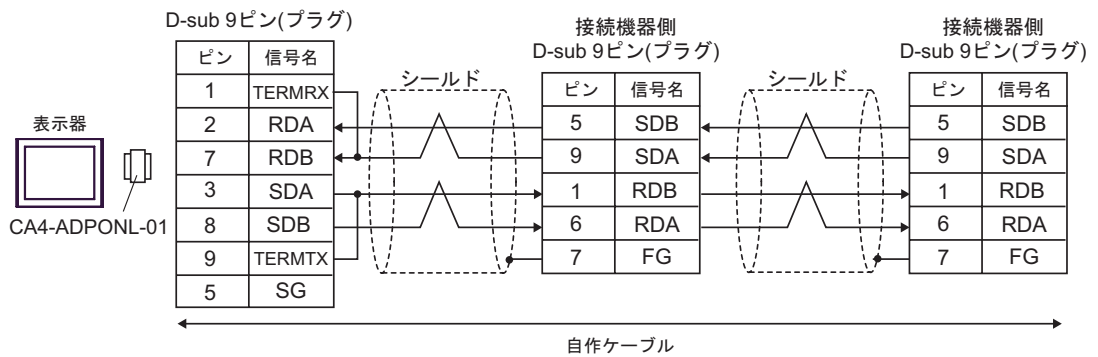 D-sub 9ピン(プラグ)
接続機器側
D-sub 9ピン(プラグ)
接続機器側
D-sub 9ピン(プラグ)
ピン 信号名
1 TERMRX
2 RDA
7 RDB
3 SDA
8 SDB
9 TERMTX
5 SG
シールド
ピン 信号名
5 SDB
9 SDA
1 RDB
6 RDA
7 FG
シールド
ピン 信号名
5 SDB
9 SDA
1 RDB
6 RDA
7 FG
表示器
CA4-ADPONL-01
自作ケーブル